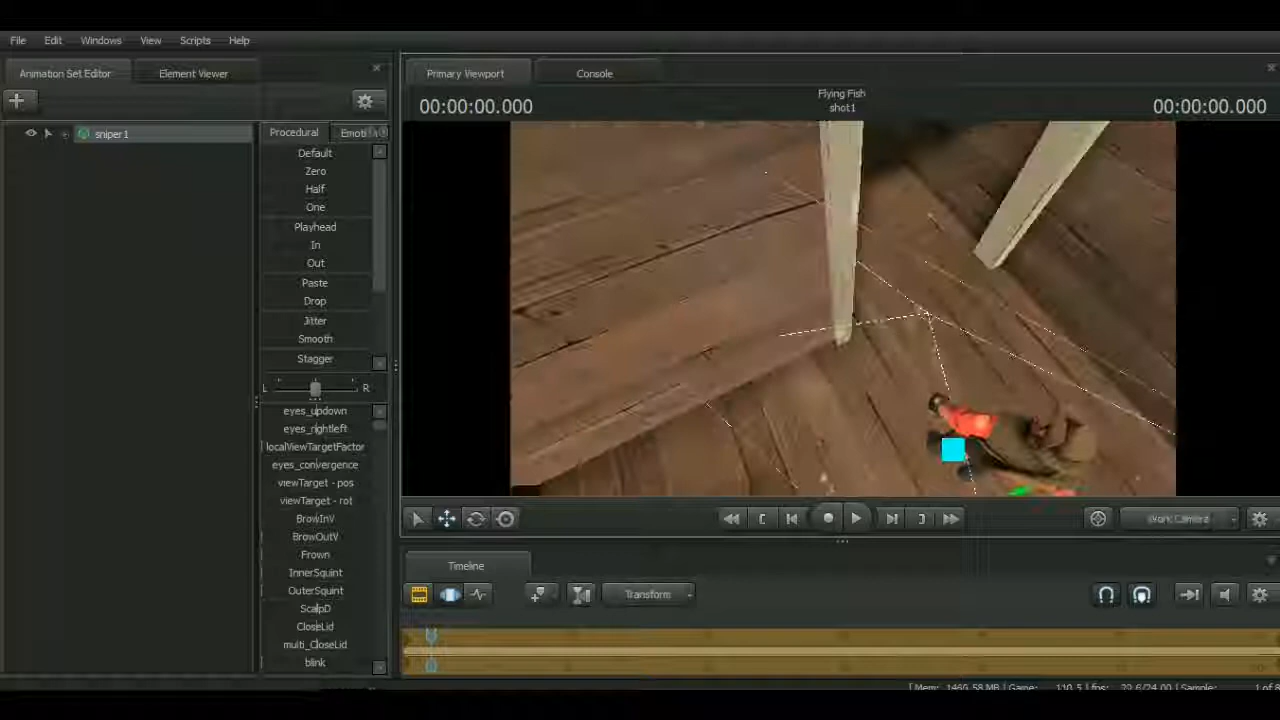 File Edit Windows View Scripts Help
Animation Set Editor Element Viewer
Primary Viewport Console
00:00:00.000
Flying Fish
shot1
00:00:00.000
sniper1
Procedural
Default
Zero
Half
One
Playhead
In
Out
Paste
Drop
Jitter
Smooth
Stagger
L R
eyes_updown
eyes_rightleft
localViewTargetFactor
eyes_convergence
viewTarget - pos
viewTarget - rot
BrowInV
BrowOutV
Frown
InnerSquint
OuterSquint
ScalpD
CloseLid
multi_CloseLid
blink
Work Camera
Timeline
Transform